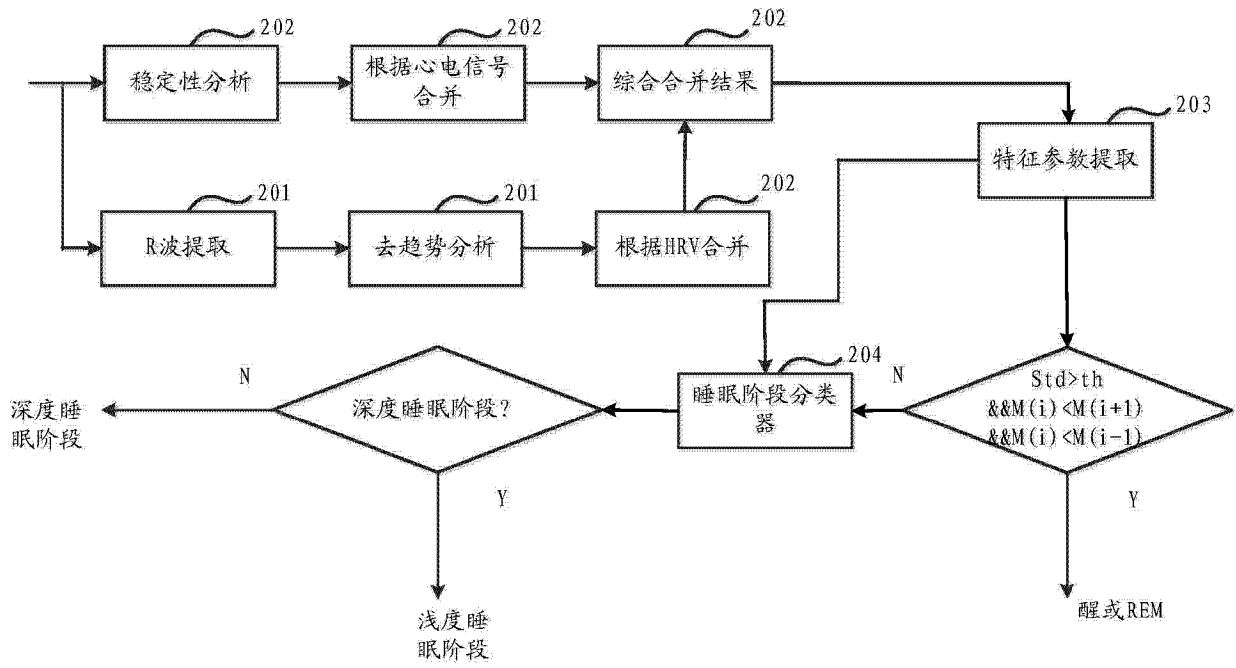 202
稳定性分析
202
根据心电信号
合并
202
综合合并结果
203
特征参数提取
201
R波提取
201
去趋势分析
202
根据HRV合并
204
睡眠阶段分类
器
N
Std>th
&&M(i)<M(i+1)
&&M(i)<M(i-1)
Y
醒或REM
深度睡眠阶段?
N
深度睡
眠阶段
Y
浅度睡
眠阶段